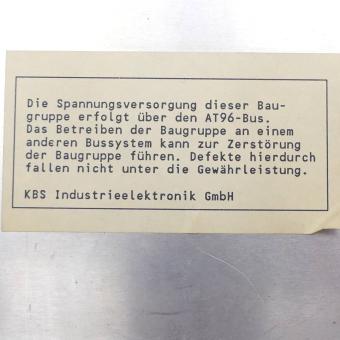 Die Spannungsversorgung dieser Bau-
gruppe erfolgt über den AT96-Bus.
Das Betreiben der Baugruppe an einem
anderen Bussystem kann zur Zerstörung
der Baugruppe führen. Defekte hierdurch
fallen nicht unter die Gewährleistung.
KBS Industrieelektronik GmbH